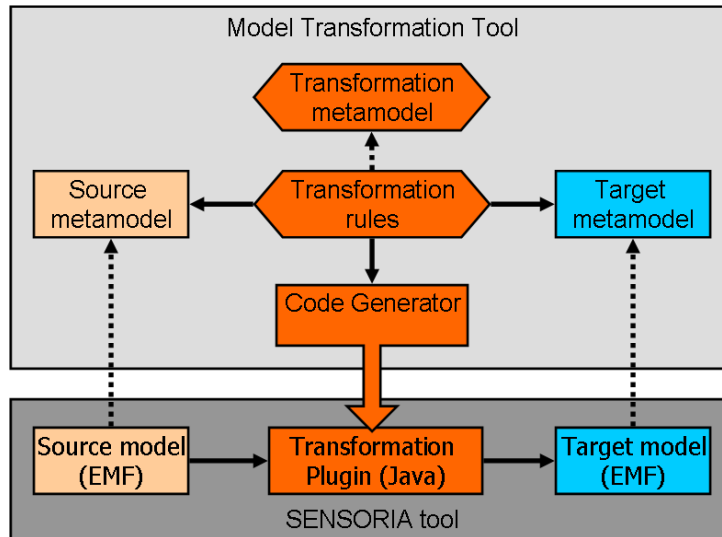 Model Transformation Tool
Transformation
metamodel
Source
metamodel
Transformation
rules
Target
metamodel
Code Generator
Source model
(EMF)
Transformation
Plugin (Java)
Target model
(EMF)
SENSORIA tool